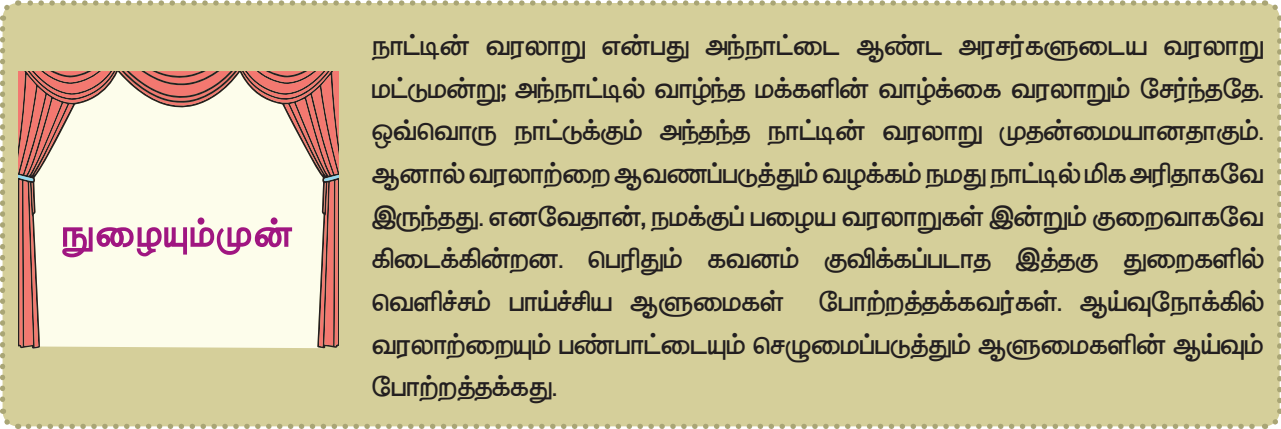 நுழையும்முன்
நாட்டின் வரலாறு என்பது அந்நாட்டை ஆண்ட அரசர்களுடைய வரலாறு
மட்டுமன்று; அந்நாட்டில் வாழ்ந்த மக்களின் வாழ்க்கை வரலாறும் சேர்ந்ததே.
ஒவ்வொரு நாட்டுக்கும் அந்தந்த நாட்டின் வரலாறு முதன்மையானதாகும்.
ஆனால் வரலாற்றை ஆவணப்படுத்தும் வழக்கம் நமது நாட்டில் மிக அரிதாகவே
இருந்தது. எனவேதான், நமக்குப் பழைய வரலாறுகள் இன்றும் குறைவாகவே
கிடைக்கின்றன. பெரிதும் கவனம் குவிக்கப்படாத இத்தகு துறைகளில்
வெளிச்சம் பாய்ச்சிய ஆளுமைகள் போற்றத்தக்கவர்கள். ஆய்வுநோக்கில்
வரலாற்றையும் பண்பாட்டையும் செழுமைப்படுத்தும் ஆளுமைகளின் ஆய்வும்
போற்றத்தக்கது.